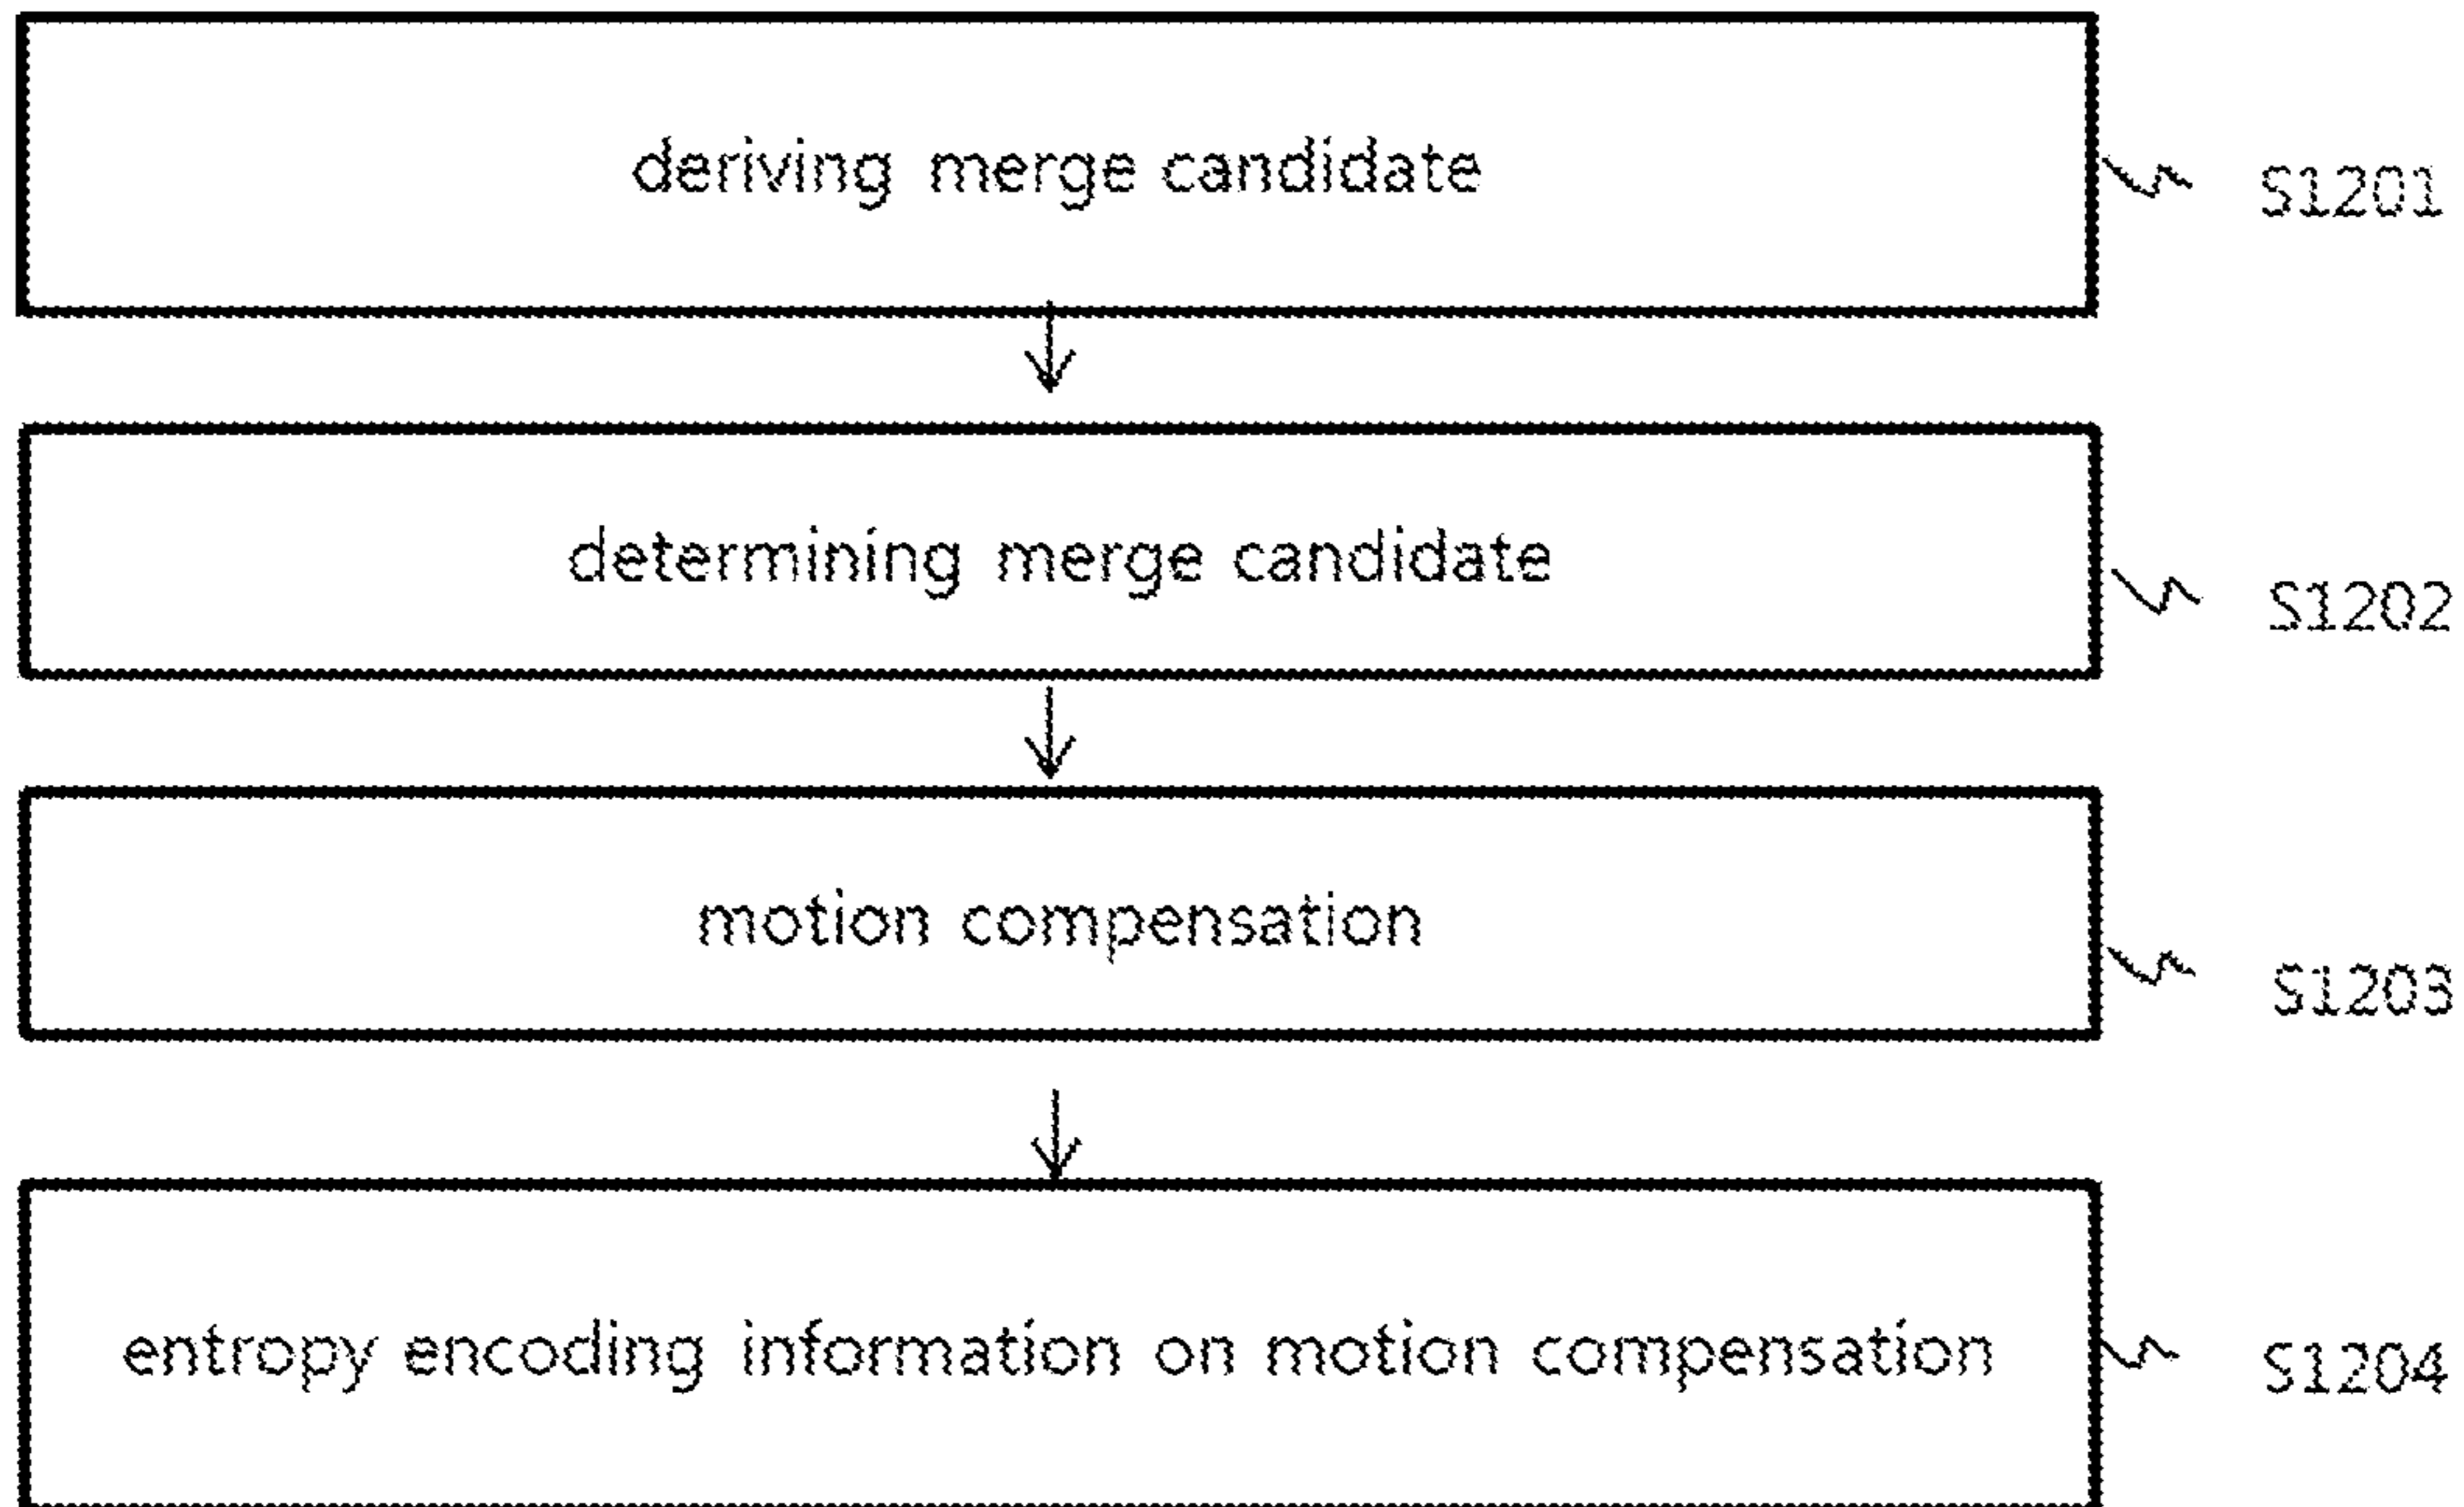 deriving merge candidate
S1201
determining merge candidate
S1202
motion compensation
S1203
entropy encoding information on motion compensation
S1204